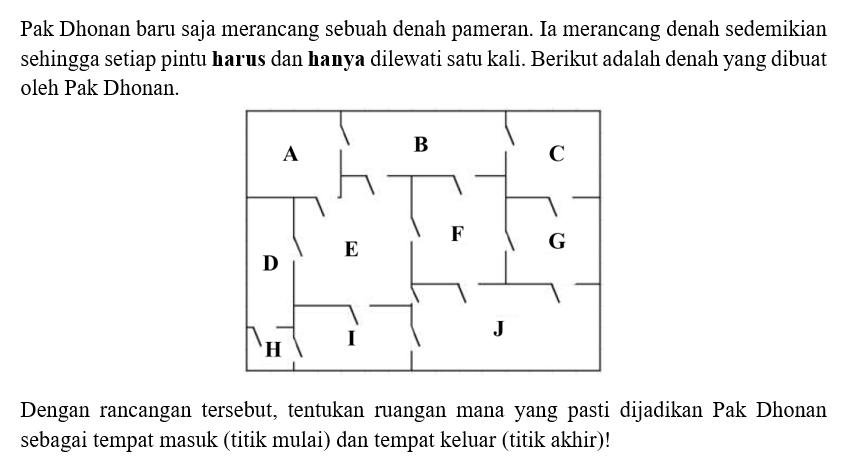 Pak Dhonan baru saja merancang sebuah denah pameran. Ia merancang denah sedemikian
sehingga setiap pintu harus dan hanya dilewati satu kali. Berikut adalah denah yang dibuat
oleh Pak Dhonan.
A
B
C
D
E
F
G
H
I
J
Dengan rancangan tersebut, tentukan ruangan mana yang pasti dijadikan Pak Dhonan
sebagai tempat masuk (titik mulai) dan tempat keluar (titik akhir)!